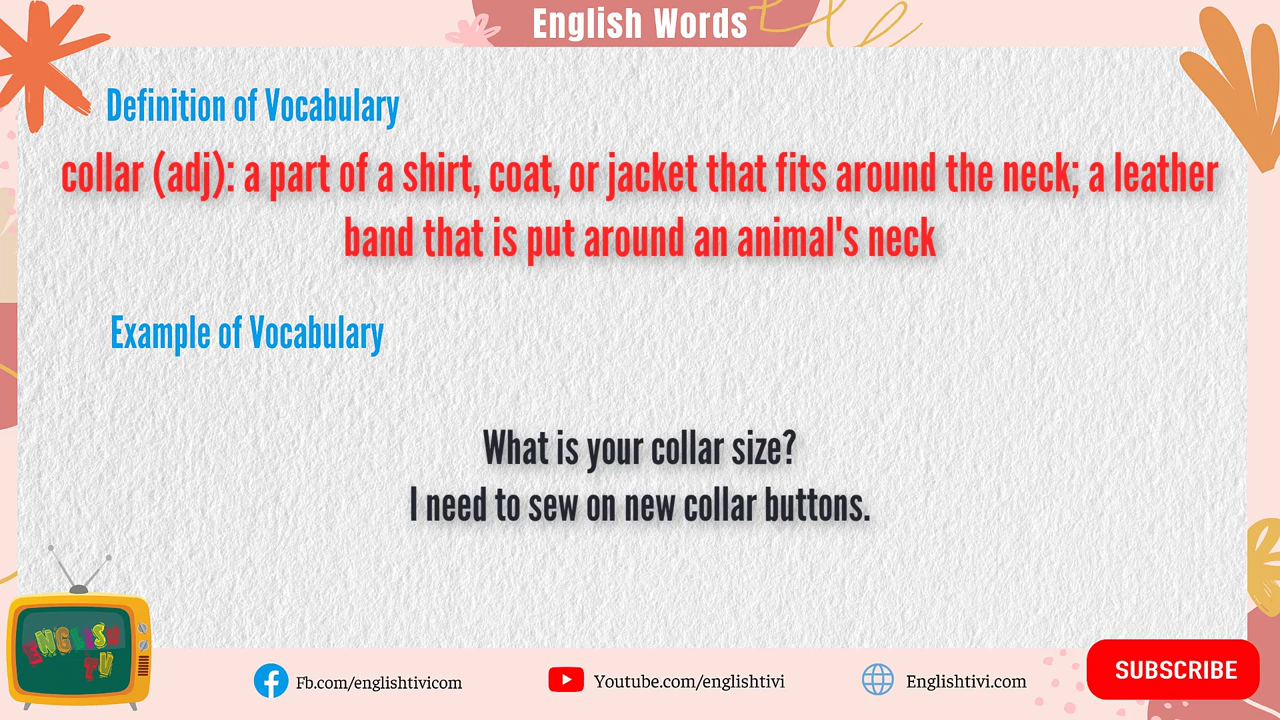 English Words
Definition of Vocabulary
collar (adj): a part of a shirt, coat, or jacket that fits around the neck; a leather
band that is put around an animal's neck
Example of Vocabulary
What is your collar size?
I need to sew on new collar buttons.
ENGLISH
TV
Fb.com/englishtivicom
Youtube.com/englishtivi
Englishtivi.com
SUBSCRIBE